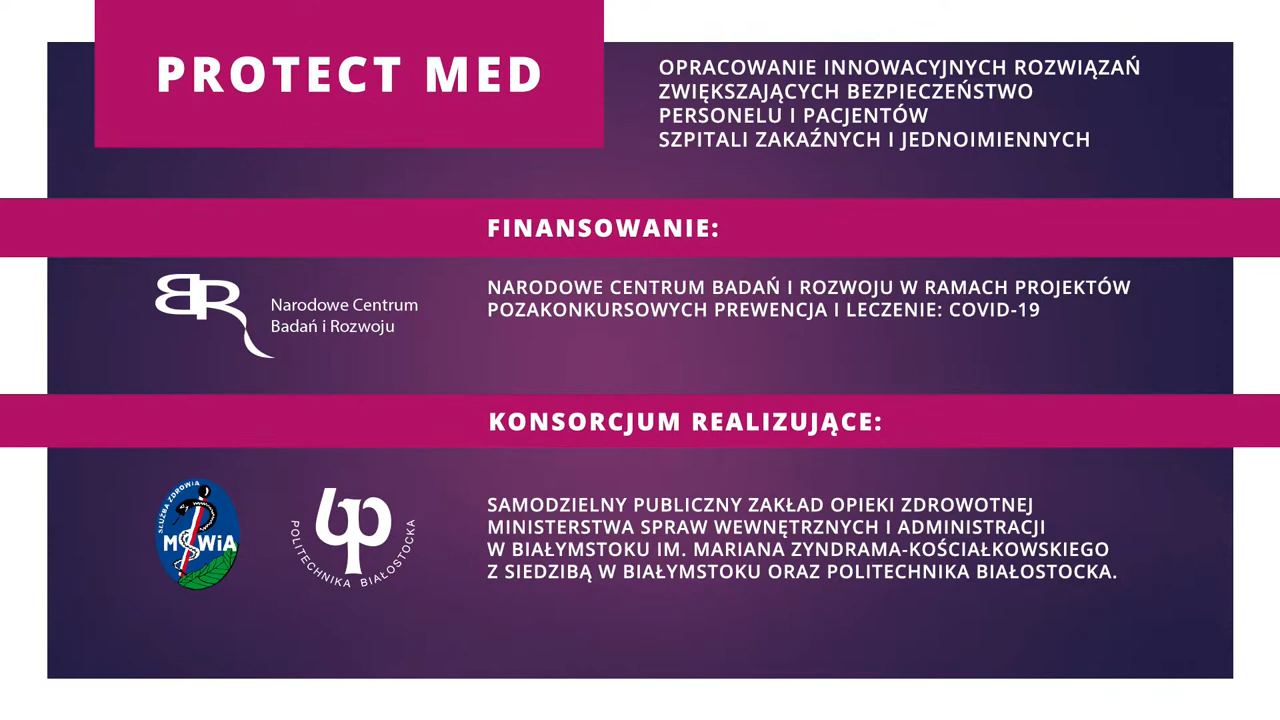 PROTECT MED
OPRACOWANIE INNOWACYJNYCH ROZWIĄZAŃ
ZWIĘKSZAJĄCYCH BEZPIECZEŃSTWO
PERSONELU I PACJENTÓW
SZPITALI ZAKAŹNYCH I JEDNOIMIENNYCH
FINANSOWANIE:
BR
Narodowe Centrum
Badań i Rozwoju
NARODOWE CENTRUM BADAŃ I ROZWOJU W RAMACH PROJEKTÓW
POZAKONKURSOWYCH PREWENCJA I LECZENIE: COVID-19
KONSORCJUM REALIZUJĄCE:
SŁUŻBA ZDROWIA
MSWiA
POLITECHNIKA BIAŁOSTOCKA
SAMODZIELNY PUBLICZNY ZAKŁAD OPIEKI ZDROWOTNEJ
MINISTERSTWA SPRAW WEWNĘTRZNYCH I ADMINISTRACJI
W BIAŁYMSTOKU IM. MARIANA ZYNDRAMA-KOŚCIAŁKOWSKIEGO
Z SIEDZIBĄ W BIAŁYMSTOKU ORAZ POLITECHNIKA BIAŁOSTOCKA.